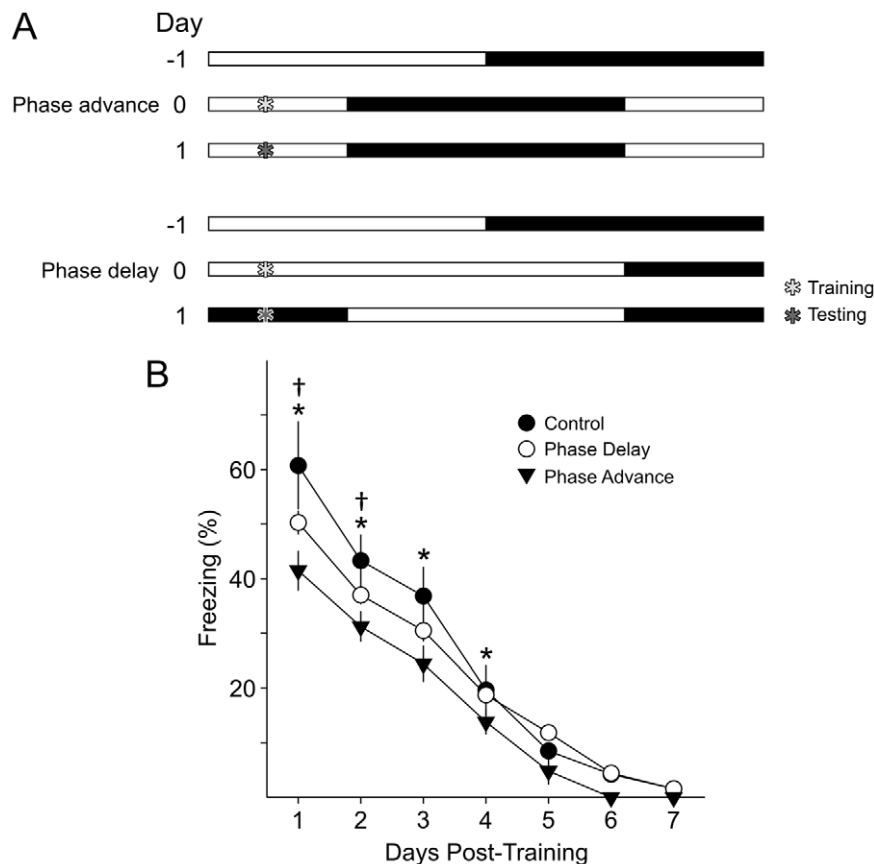 A
Day
-1
Phase advance 0
1
-1
Phase delay 0
1
Training
Testing
B
† †
* * * *
Control
Phase Delay
Phase Advance
Freezing (%)
60
40
20
1 2 3 4 5 6 7
Days Post-Training